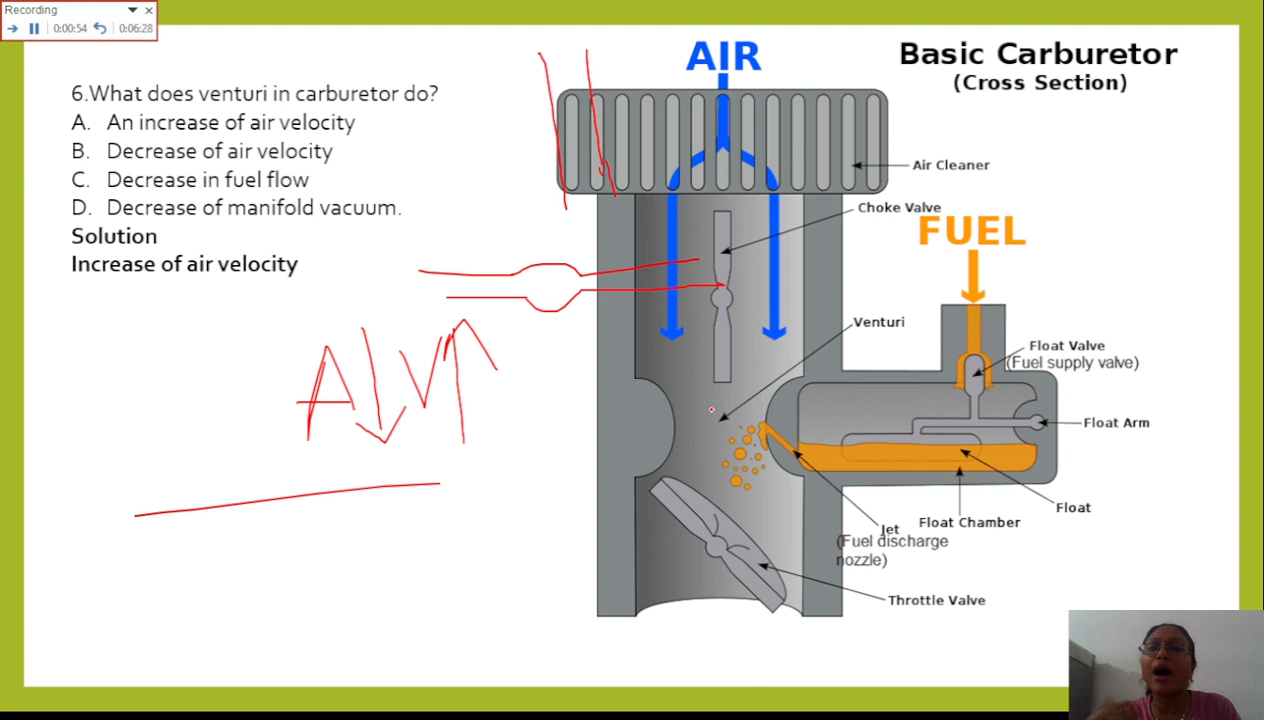 Recording
0:00:54
0:06:28
6.What does venturi in carburetor do?
A. An increase of air velocity
B. Decrease of air velocity
C. Decrease in fuel flow
D. Decrease of manifold vacuum.
Solution
Increase of air velocity
A↓V↑
AIR
Basic Carburetor
(Cross Section)
Air Cleaner
Choke Valve
FUEL
Venturi
Float Valve
(Fuel supply valve)
Float Arm
Float
Float Chamber
Jet
(Fuel discharge
nozzle)
Throttle Valve